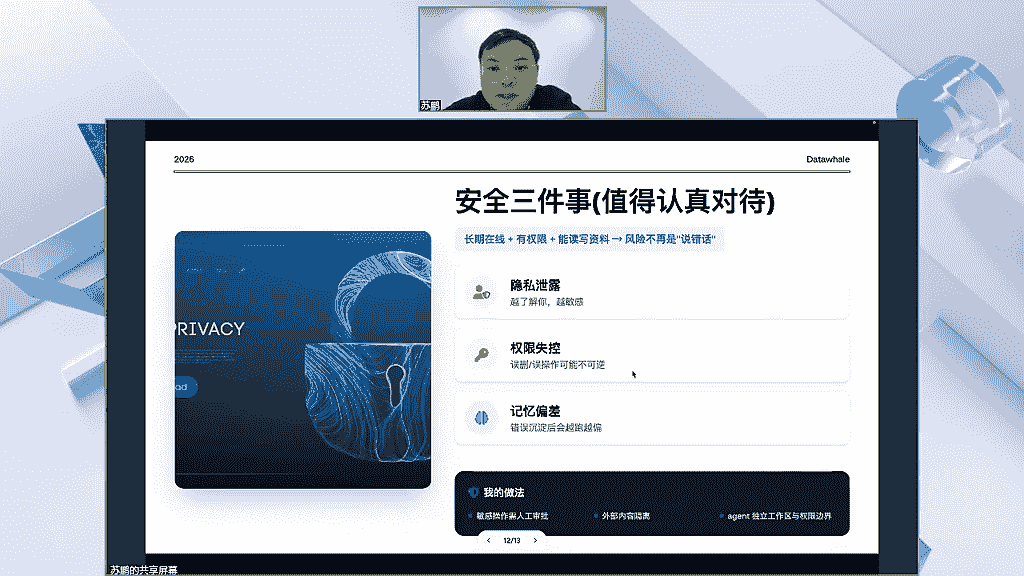 苏鹏
2026
Datawhale
安全三件事(值得认真对待)
长期在线 + 有权限 + 能读写资料 → 风险不再是"说错话"
隐私泄露
越了解你，越敏感
PRIVACY
权限失控
误删/误操作可能不可逆
ad
记忆偏差
错误沉淀后会越跑越偏
我的做法
敏感操作需人工审批
外部内容隔离
agent 独立工作区与权限边界
12/13
苏鹏的共享屏幕